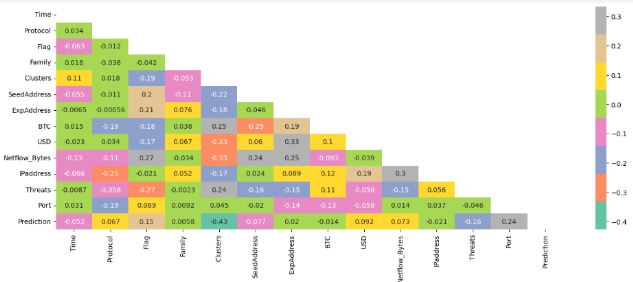 Time
Protocol 0.034
Flag -0.063 -0.012
Family 0.016 -0.036 -0.042
Clusters 0.11 0.018 -0.19 -0.053
SeedAddress -0.055 -0.011 0.2 -0.11 -0.22
ExpAddress -0.0065 -0.00056 0.21 0.076 -0.18 -0.046
BTC 0.015 -0.19 -0.18 0.038 0.25 -0.25 0.19
USD -0.023 0.034 -0.17 0.067 -0.33 0.06 0.33 0.1
Netflow_Bytes -0.13 -0.11 0.27 -0.034 -0.33 0.24 0.25 -0.093 -0.039
IPaddress -0.066 -0.25 -0.021 0.052 -0.17 0.024 0.089 0.12 0.19 0.3
Threats -0.0087 -0.058 -0.27 -0.0023 0.24 -0.16 -0.15 0.11 -0.059 -0.15 0.056
Port 0.031 -0.19 0.089 0.0092 0.045 -0.02 -0.14 -0.13 -0.058 0.014 0.037 -0.046
Prediction -0.052 0.067 0.15 0.0058 -0.43 -0.077 0.02 -0.014 0.092 0.073 -0.021 -0.16 0.24
Time Protocol Flag Family Clusters SeedAddress ExpAddress BTC USD Netflow_Bytes IPaddress Threats Port Prediction
0.3
0.2
0.1
0.0
−0.1
−0.2
−0.3
−0.4